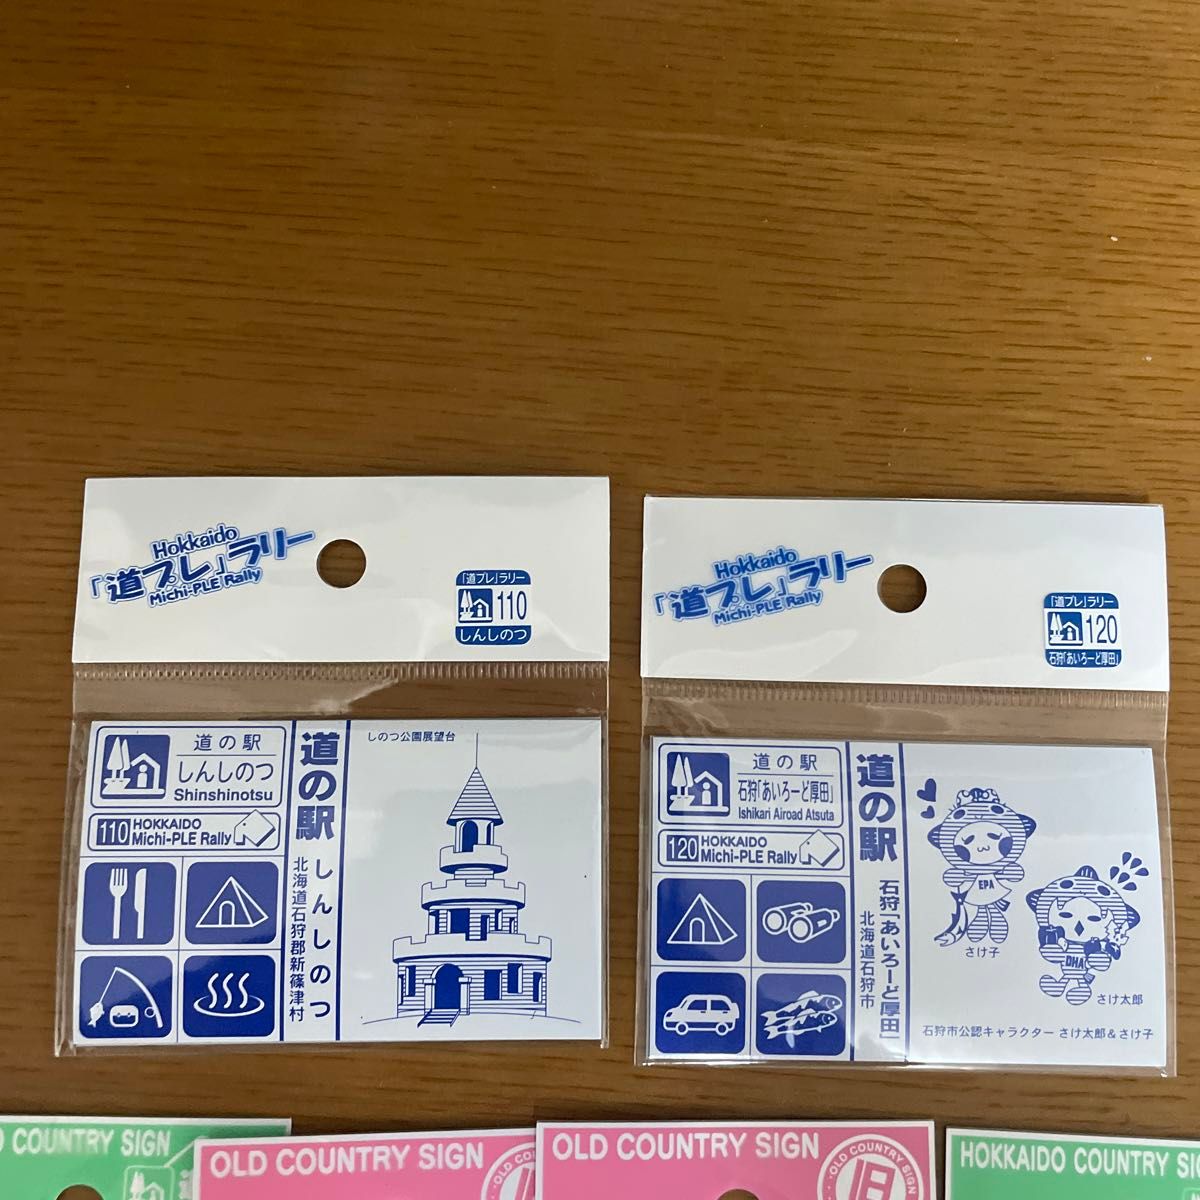 Hokkaido
「道プレ」ラリー
Michi-PLE Rally
「道プレ」ラリー
110
しんしのつ
道の駅
しんしのつ
Shinshinotsu
110 HOKKAIDO
Michi-PLE Rally
道の駅 しんしのつ
北海道石狩郡新篠津村
しのつ公園展望台
Hokkaido
「道プレ」ラリー
Michi-PLE Rally
「道プレ」ラリー
120
石狩「あいろーど厚田」
道の駅
石狩「あいろーど厚田」
Ishikari Airoad Atsuta
120 HOKKAIDO
Michi-PLE Rally
道の駅 石狩「あいろーど厚田」
北海道石狩市
EPA
さけ子
DHA
さけ太郎
石狩市公認キャラクター さけ太郎&さけ子
COUNTRY SIGN
OLD COUNTRY SIGN
OLD COUNTRY SIGN
OLD COUNTRY SIGN
旧
HOKKAIDO COUNTRY SIG